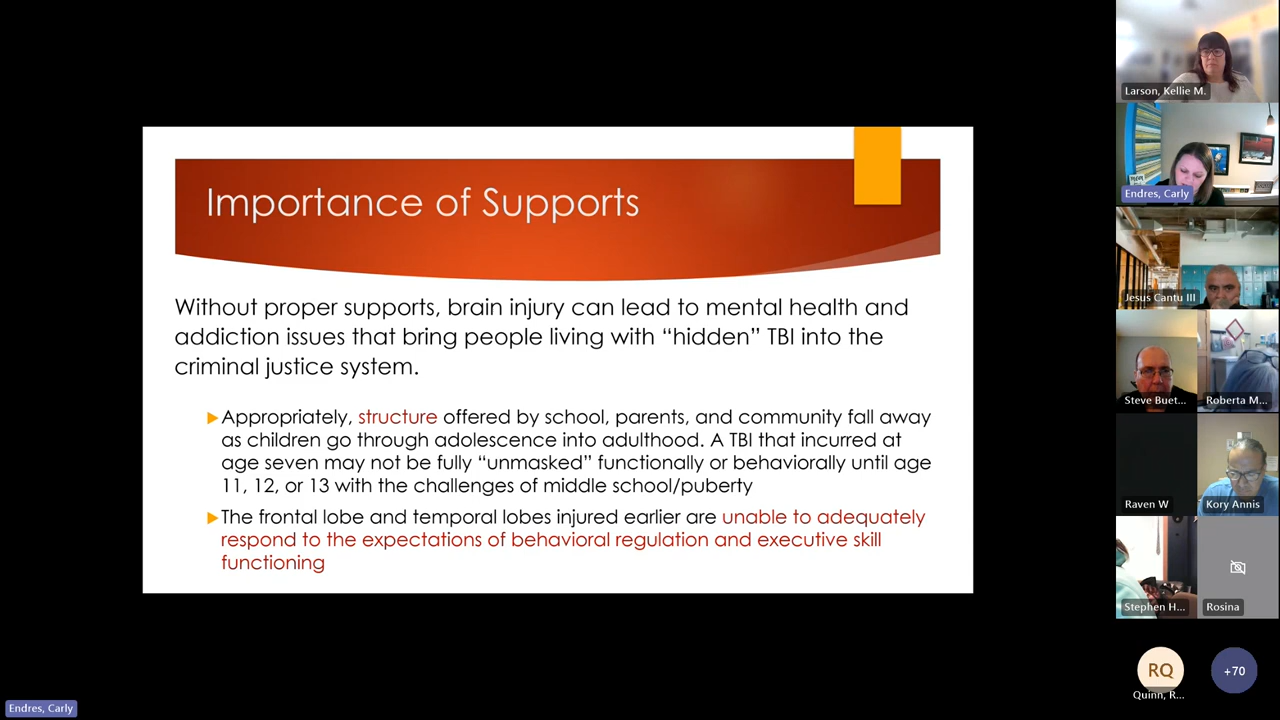 Importance of Supports
Without proper supports, brain injury can lead to mental health and
addiction issues that bring people living with “hidden” TBI into the
criminal justice system.
Appropriately, structure offered by school, parents, and community fall away
as children go through adolescence into adulthood. A TBI that incurred at
age seven may not be fully “unmasked” functionally or behaviorally until age
11, 12, or 13 with the challenges of middle school/puberty
The frontal lobe and temporal lobes injured earlier are unable to adequately
respond to the expectations of behavioral regulation and executive skill
functioning
Larson, Kellie M.
Endres, Carly
Jesus Cantu III
Steve Buet...
Roberta M...
Raven W
Kory Annis
Stephen H...
Rosina
RQ
+70
Quinn, R...
Endres, Carly